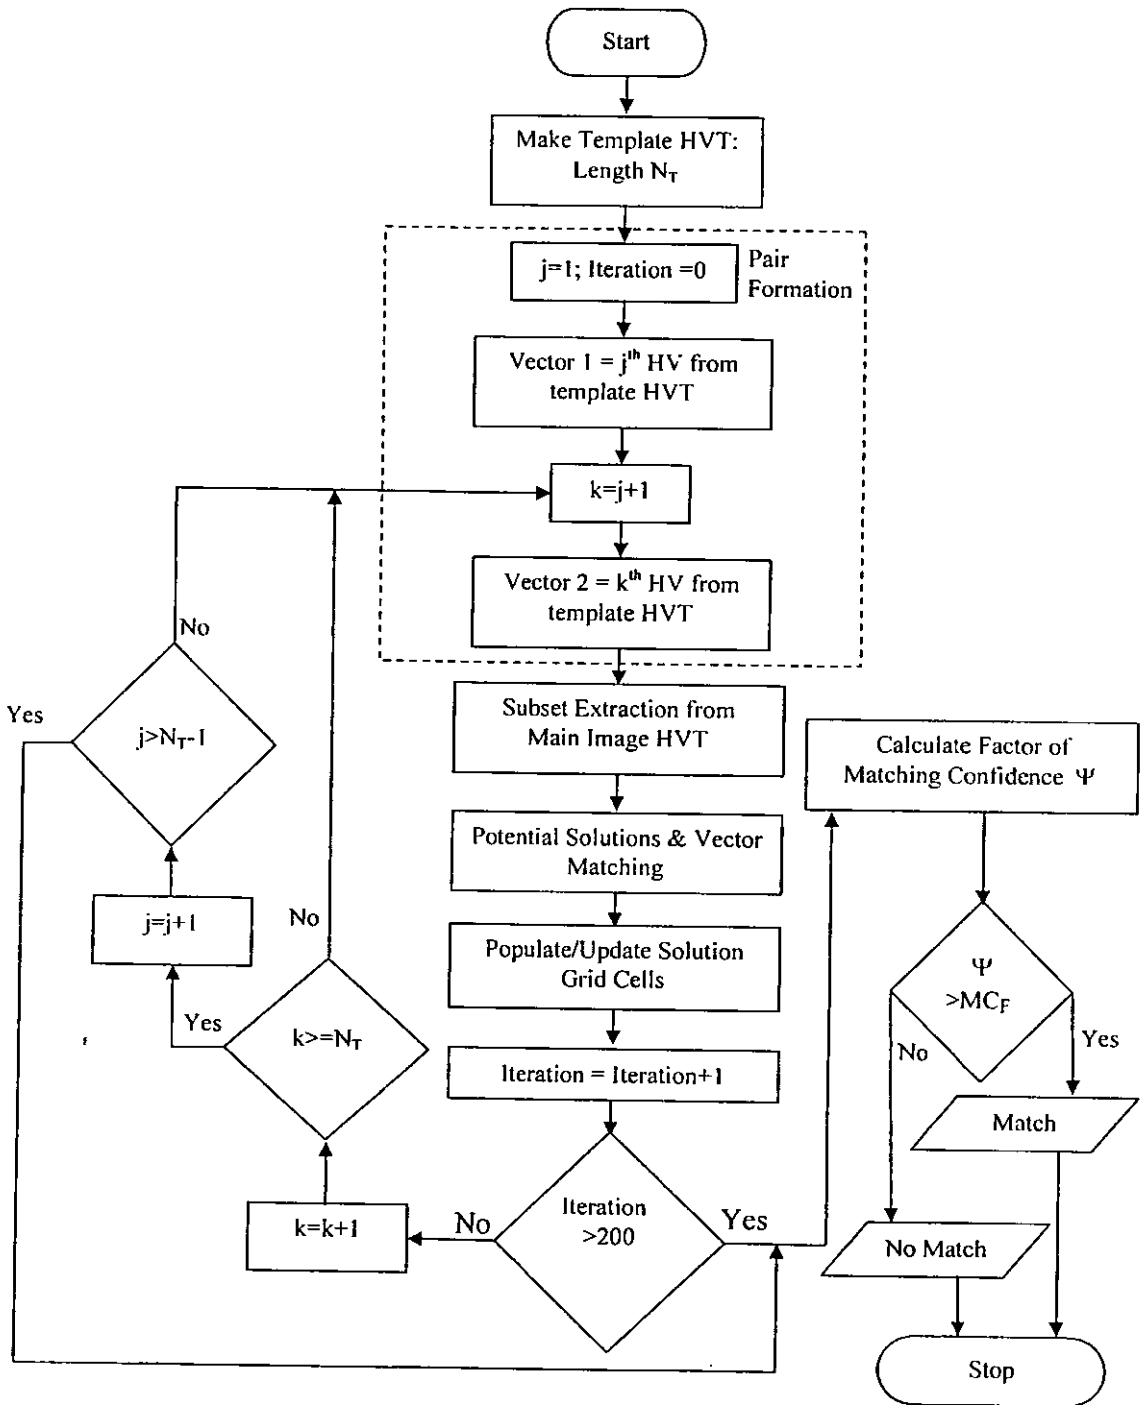 Start
Make Template HVT:
Length N_T
j=1; Iteration =0
Pair
Formation
Vector 1 = j^th HV from
template HVT
k=j+1
Vector 2 = k^th HV from
template HVT
No
Yes
j>N_T-1
Subset Extraction from
Main Image HVT
Calculate Factor of
Matching Confidence Ψ
Potential Solutions & Vector
Matching
j=j+1
No
Populate/Update Solution
Grid Cells
Ψ
>MC_F
Yes
k>=N_T
Iteration = Iteration+1
No
Yes
Match
k=k+1
No
Iteration
>200
Yes
No Match
Stop